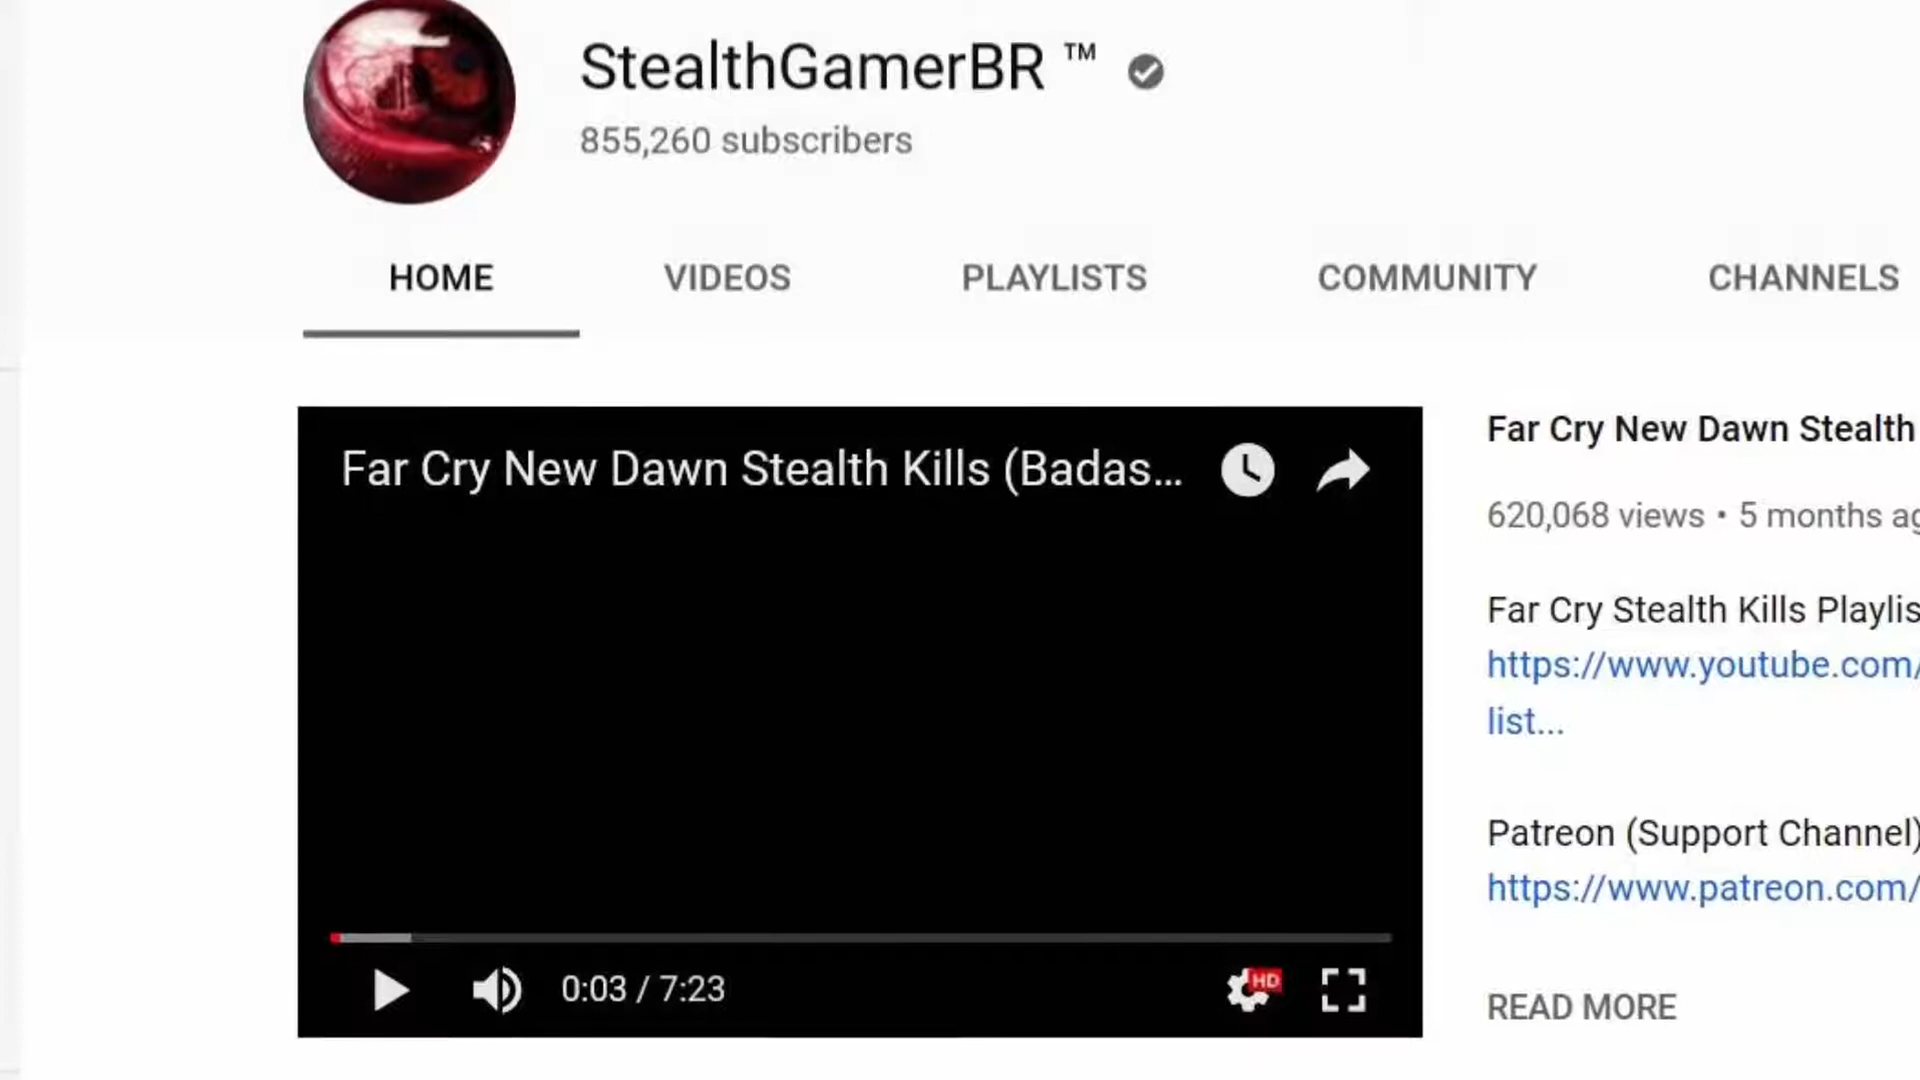 StealthGamerBR ™
855,260 subscribers
HOME VIDEOS PLAYLISTS COMMUNITY CHANNELS
Far Cry New Dawn Stealth Kills (Badas...
0:03 / 7:23
HD
Far Cry New Dawn Stealth
620,068 views • 5 months ag
Far Cry Stealth Kills Playlis
https://www.youtube.com/
list...
Patreon (Support Channel)
https://www.patreon.com/
READ MORE